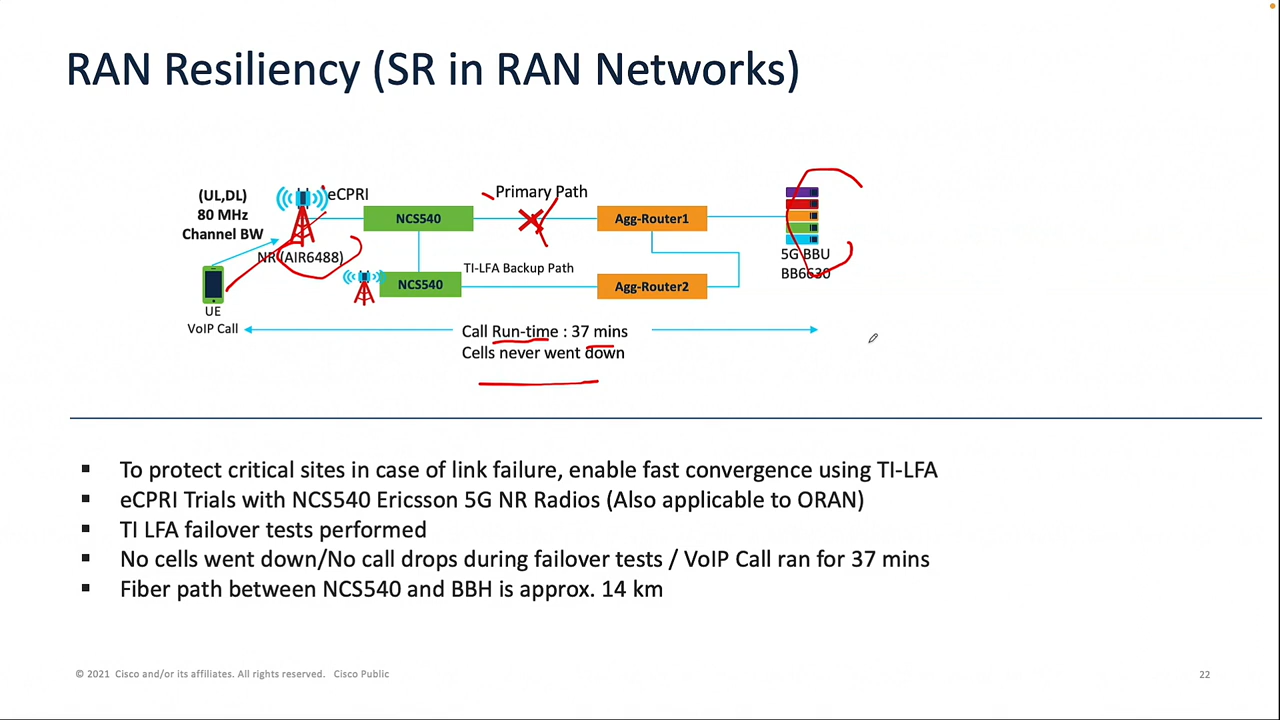 RAN Resiliency (SR in RAN Networks)
(UL,DL)
80 MHz
Channel BW
eCPRI
NR (AIR6488)
UE
VoIP Call
NCS540
Primary Path
Agg-Router1
NCS540
TI-LFA Backup Path
Agg-Router2
5G BBU
BB6630
Call Run-time : 37 mins
Cells never went down
▪ To protect critical sites in case of link failure, enable fast convergence using TI-LFA
▪ eCPRI Trials with NCS540 Ericsson 5G NR Radios (Also applicable to ORAN)
▪ TI LFA failover tests performed
▪ No cells went down/No call drops during failover tests / VoIP Call ran for 37 mins
▪ Fiber path between NCS540 and BBH is approx. 14 km
© 2021 Cisco and/or its affiliates. All rights reserved. Cisco Public
22